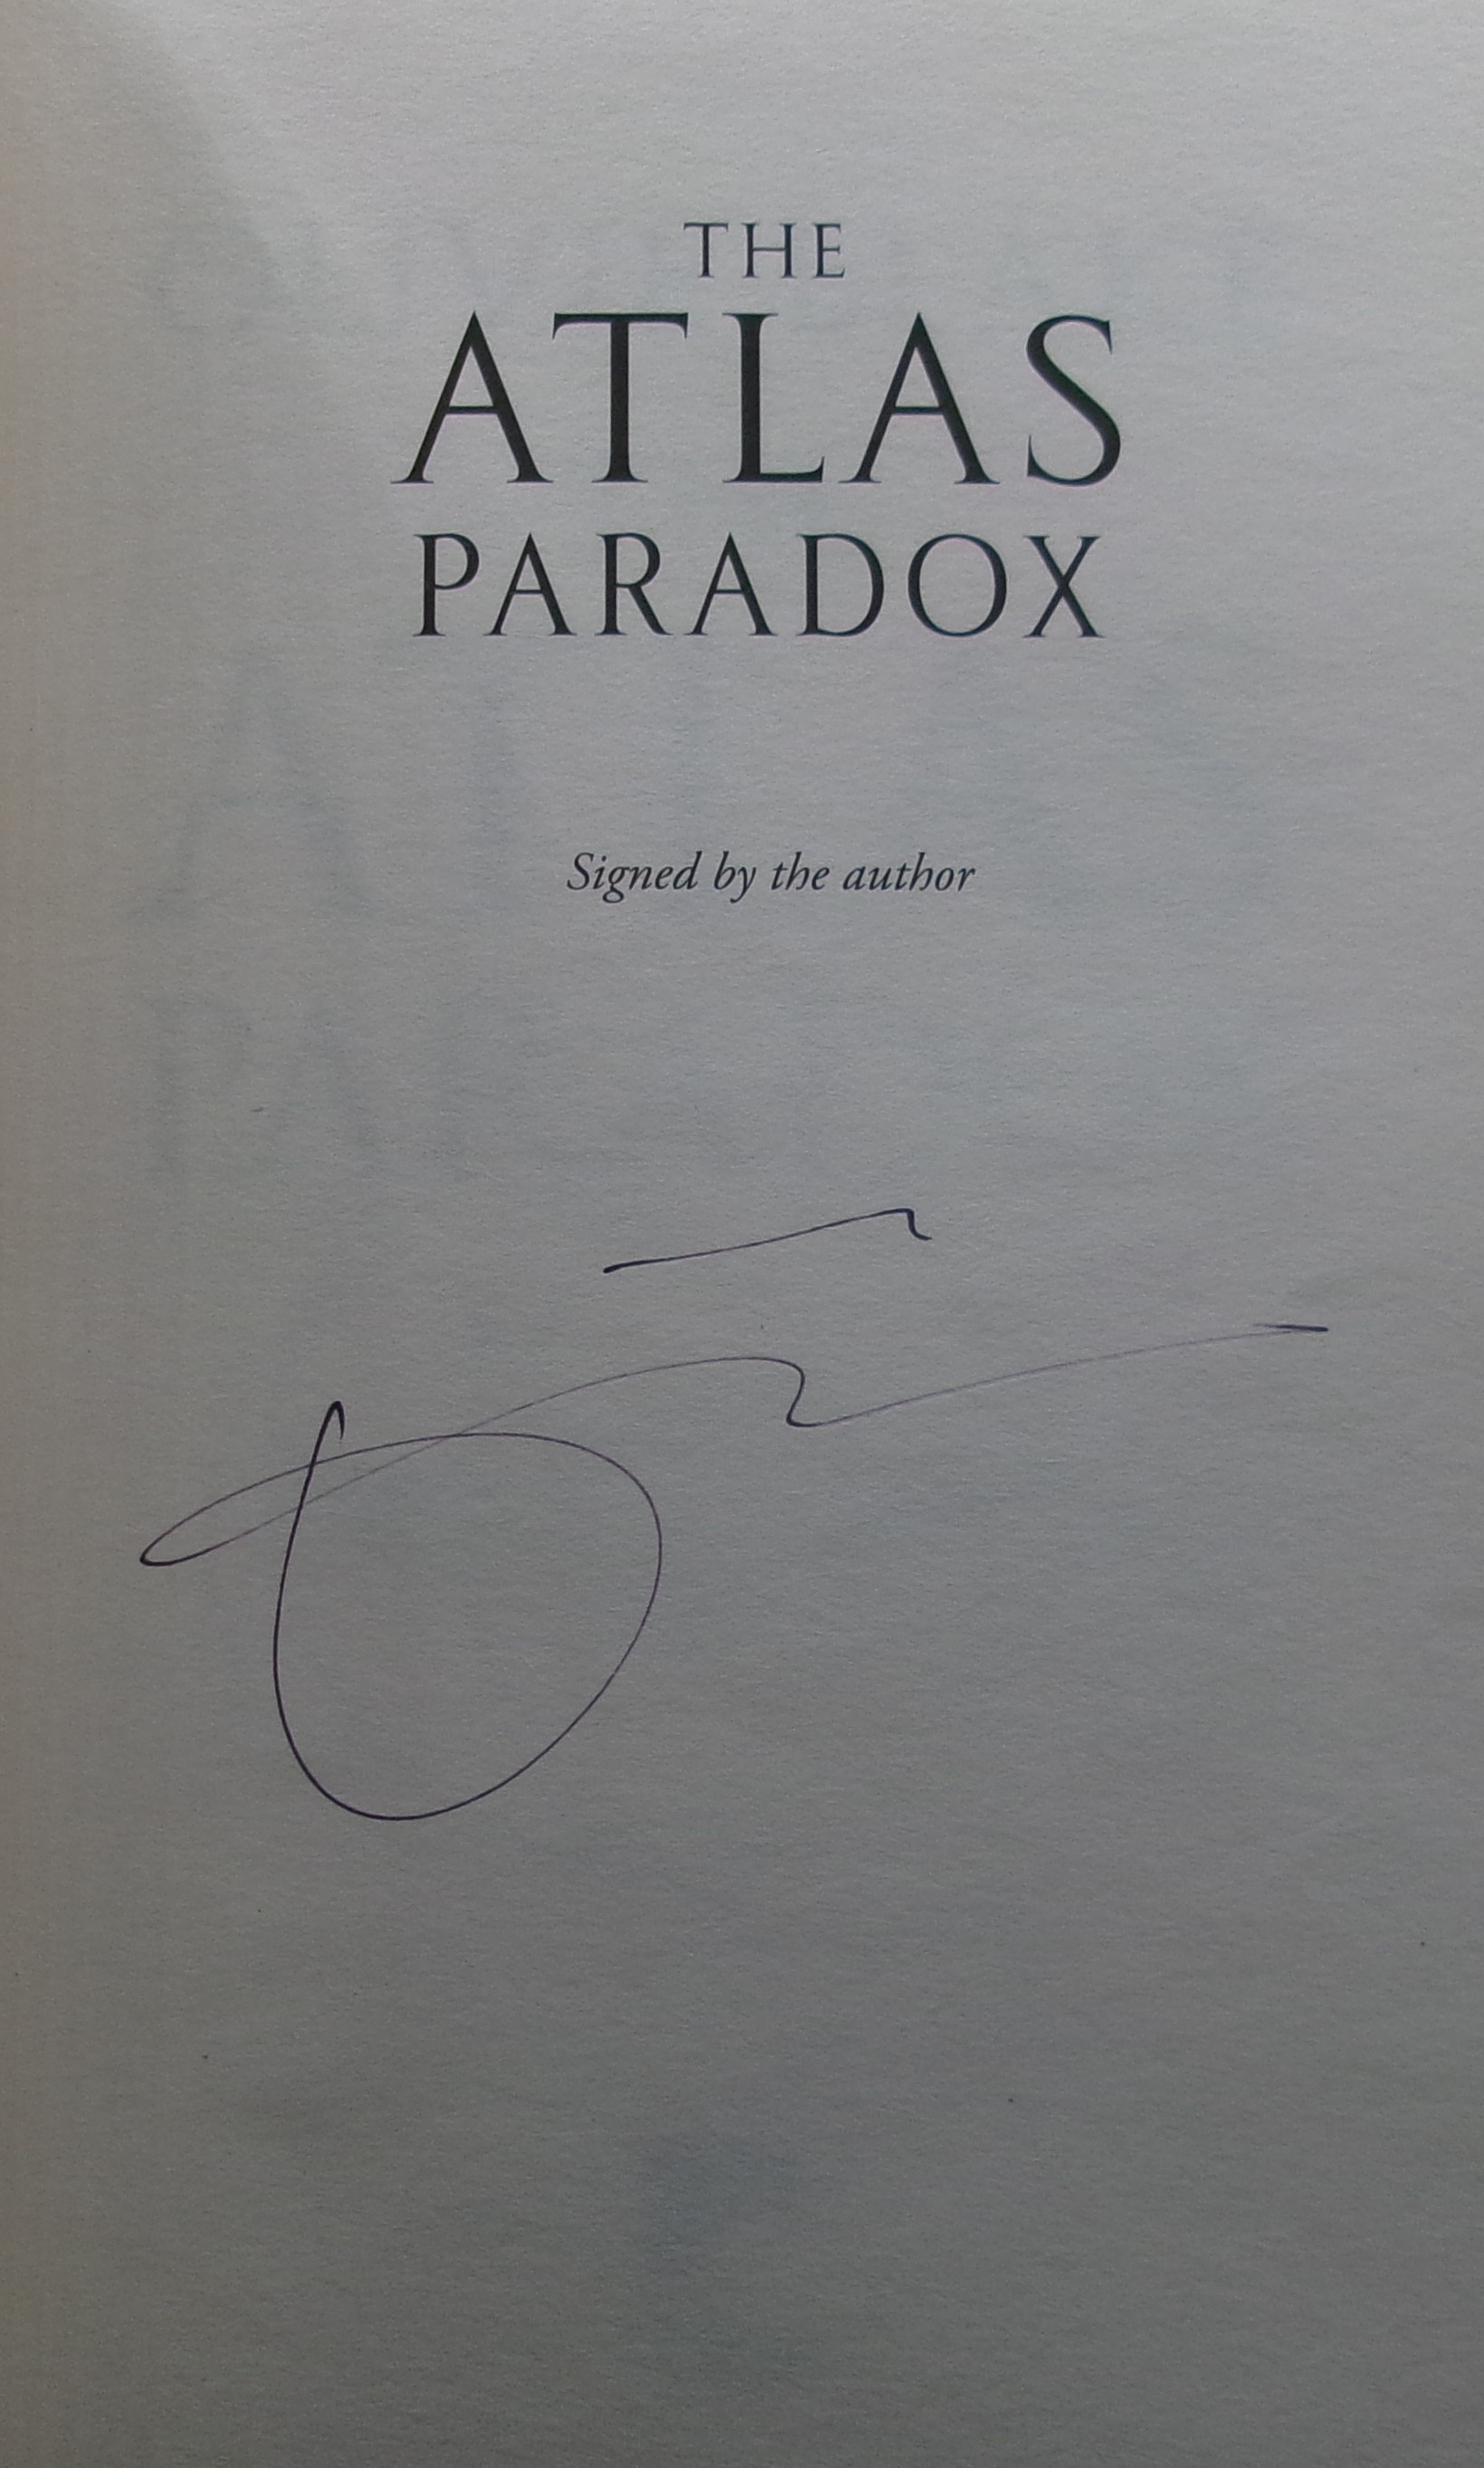 THE
ATLAS
PARADOX
Signed by the author